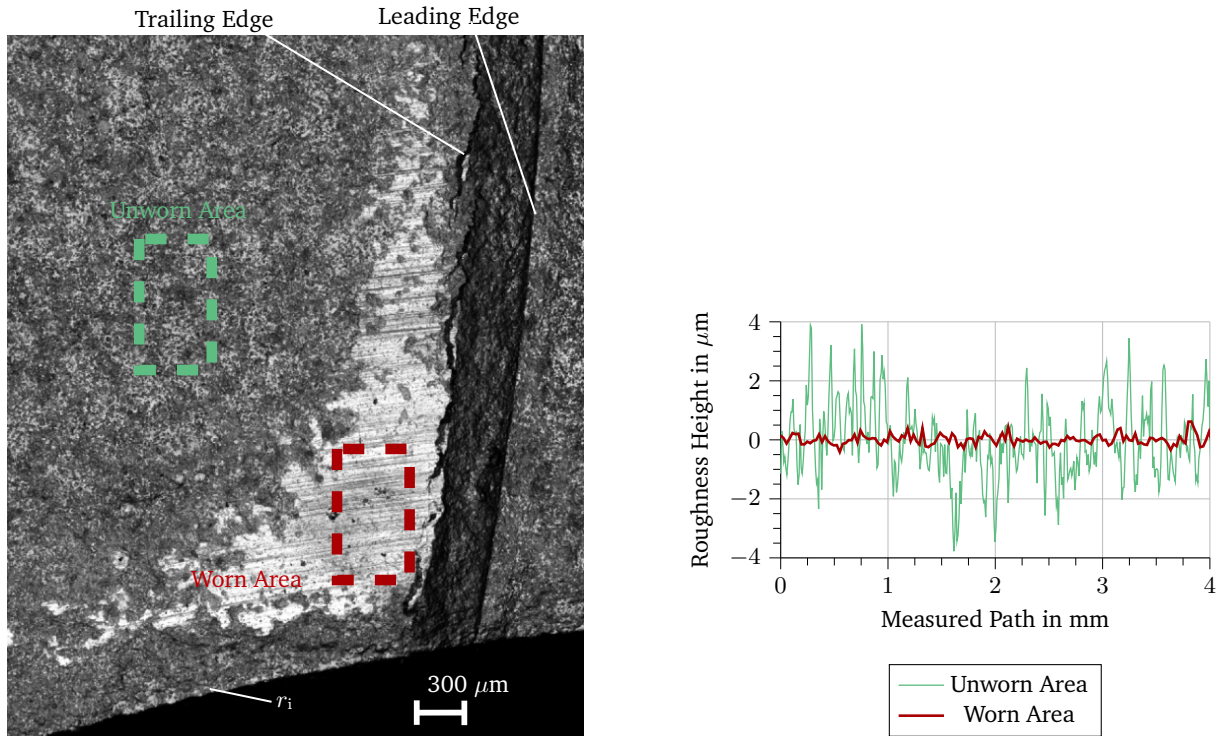 Trailing Edge
Leading Edge
Unworn Area
Worn Area
rᵢ
300 μm
Roughness Height in μm
4
2
0
−2
−4
0 1 2 3 4
Measured Path in mm
Unworn Area
Worn Area